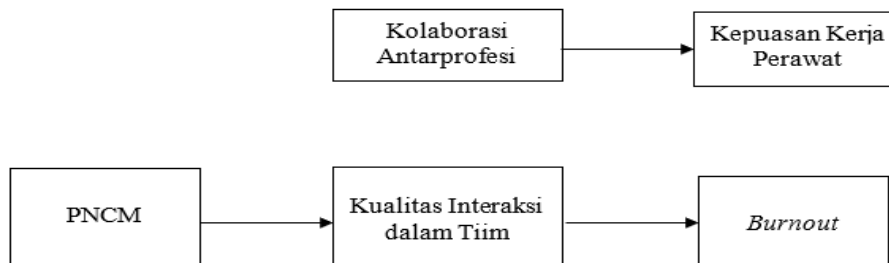 Kolaborasi
Antarprofesi
Kepuasan Kerja
Perawat
PNCM
Kualitas Interaksi
dalam Tiim
Burnout